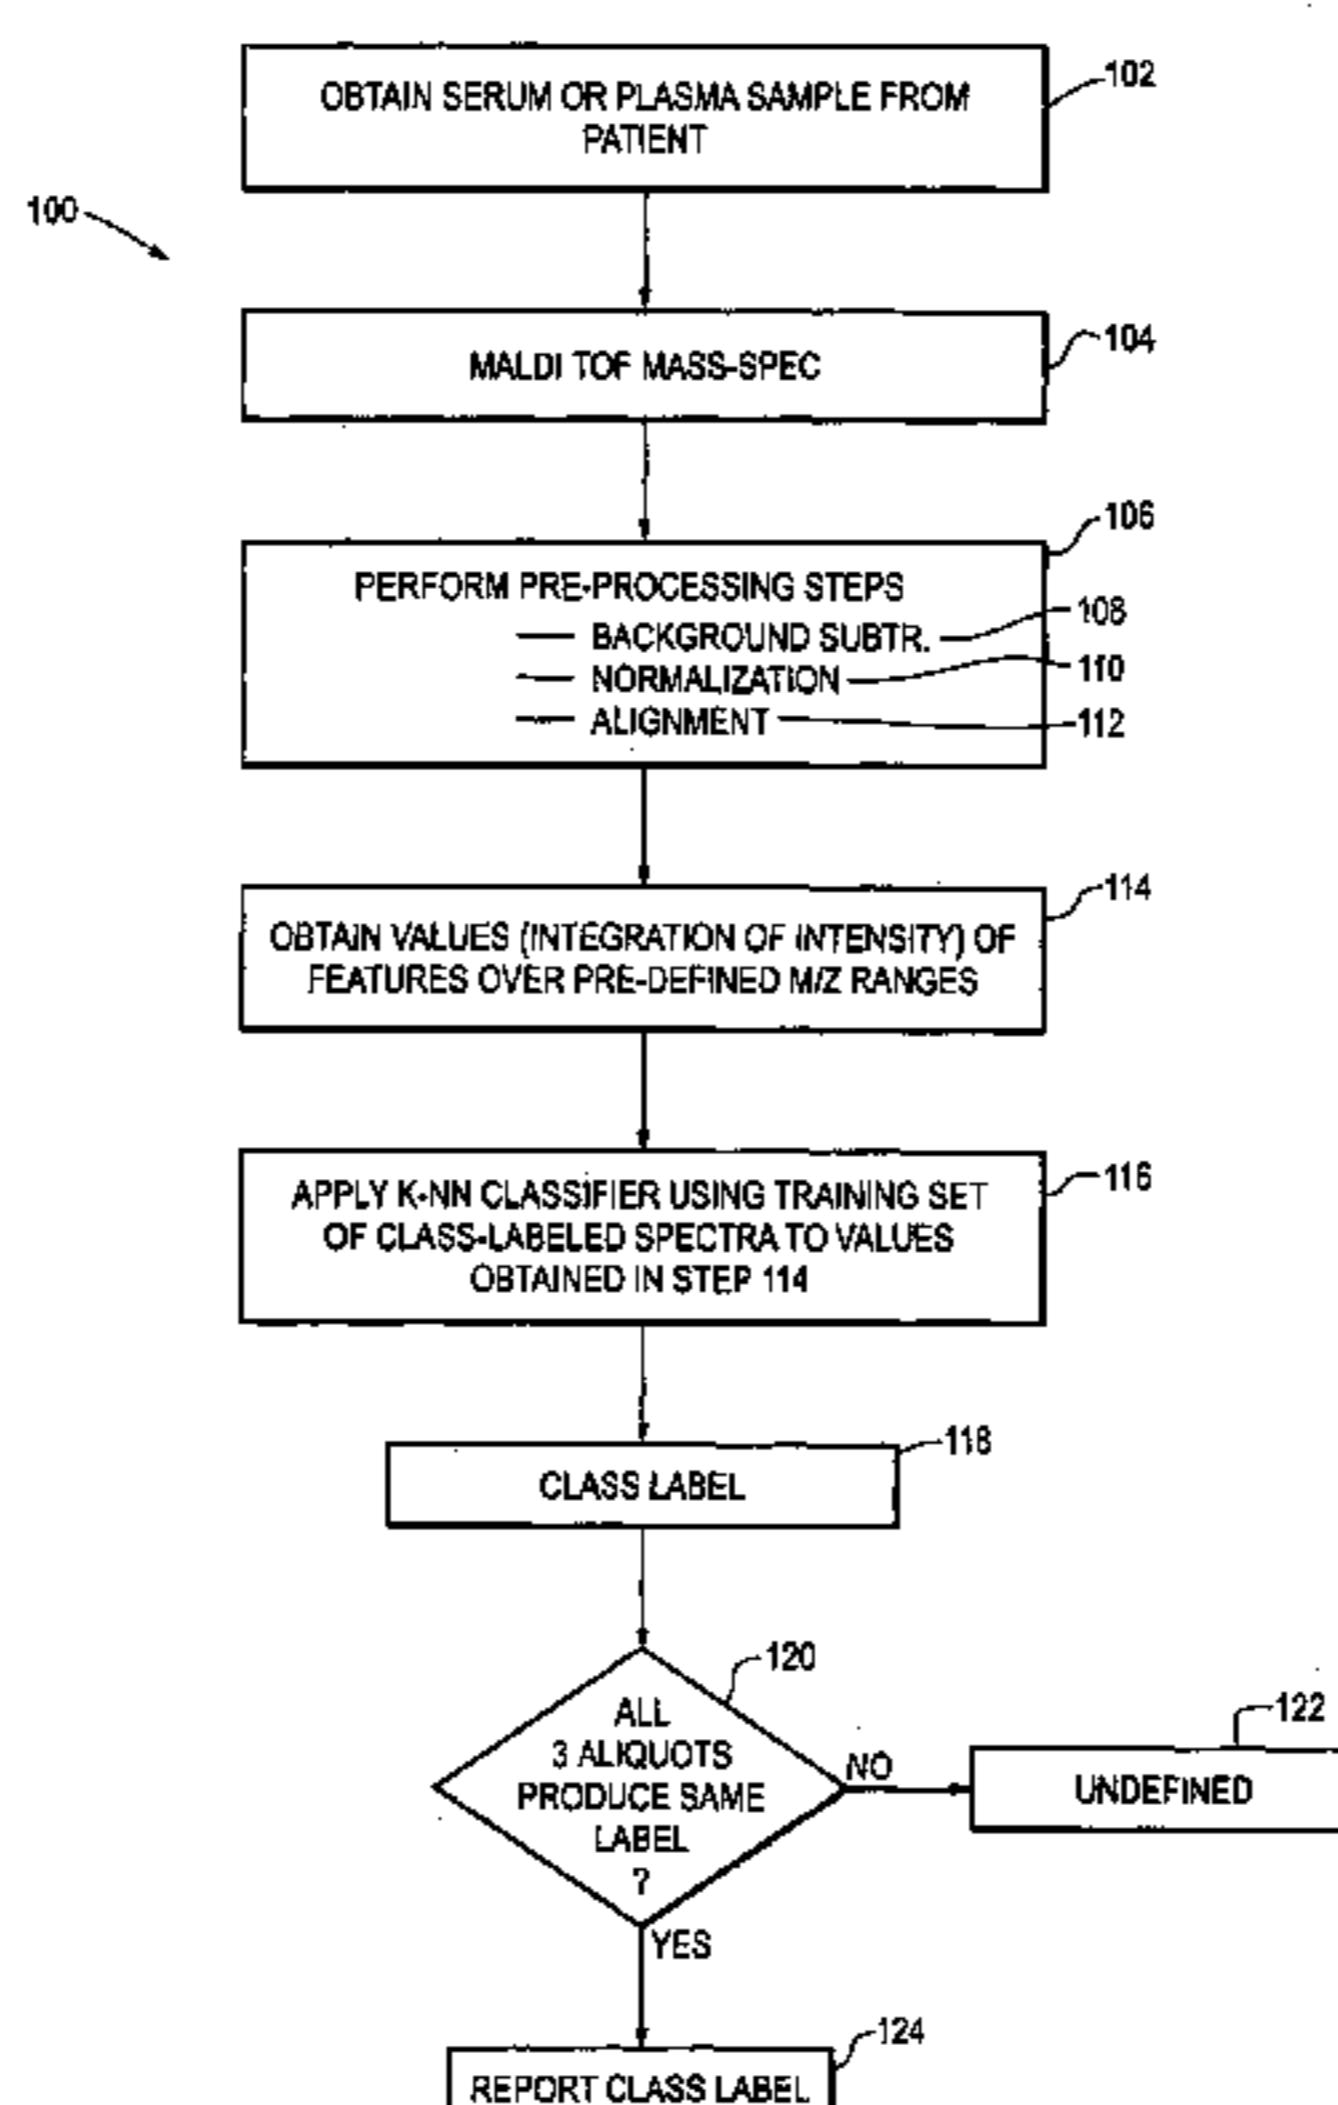 OBTAIN SERUM OR PLASMA SAMPLE FROM
PATIENT
102
100
MALDI TOF MASS-SPEC
104
106
PERFORM PRE-PROCESSING STEPS
— BACKGROUND SUBTR.
108
— NORMALIZATION
110
— ALIGNMENT
112
114
OBTAIN VALUES (INTEGRATION OF INTENSITY) OF
FEATURES OVER PRE-DEFINED M/Z RANGES
116
APPLY K-NN CLASSIFIER USING TRAINING SET
OF CLASS-LABELED SPECTRA TO VALUES
OBTAINED IN STEP 114
118
CLASS LABEL
120
ALL
3 ALIQUOTS
PRODUCE SAME
LABEL
?
NO
122
UNDEFINED
YES
124
REPORT CLASS LABEL